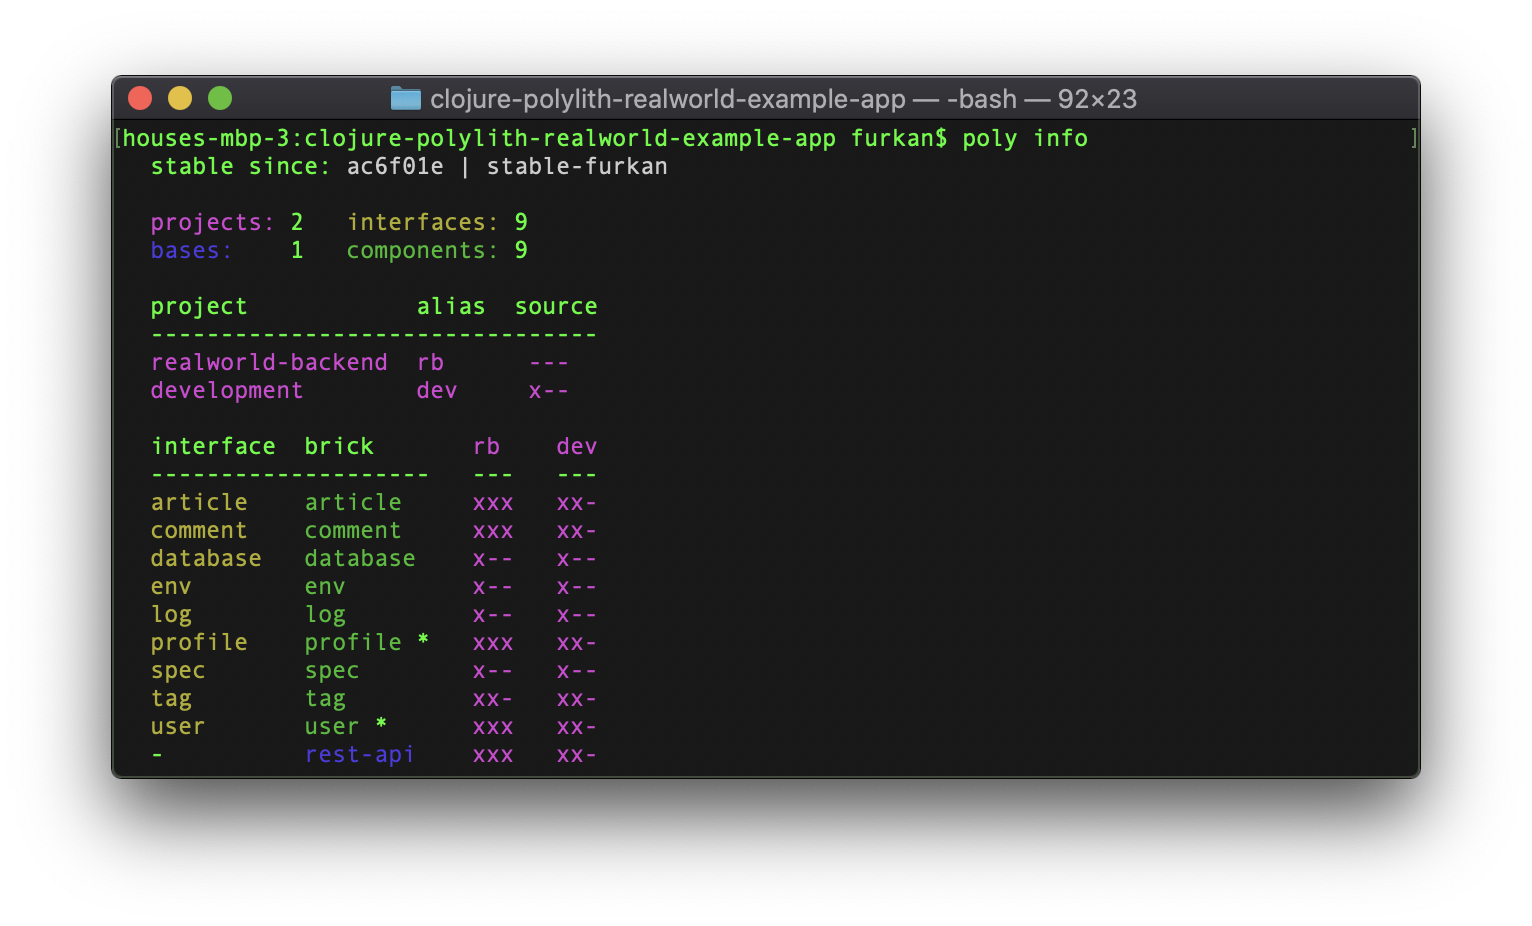 clojure-polylith-realworld-example-app — -bash — 92×23
[houses-mbp-3:clojure-polylith-realworld-example-app furkan$ poly info ]
stable since: ac6f01e | stable-furkan
projects: 2 interfaces: 9
bases: 1 components: 9
project alias source
--------------------------------
realworld-backend rb ---
development dev x--
interface brick rb dev
-------------------- --- ---
article article xxx xx-
comment comment xxx xx-
database database x-- x--
env env x-- x--
log log x-- x--
profile profile * xxx xx-
spec spec x-- x--
tag tag xx- xx-
user user * xxx xx-
- rest-api xxx xx-